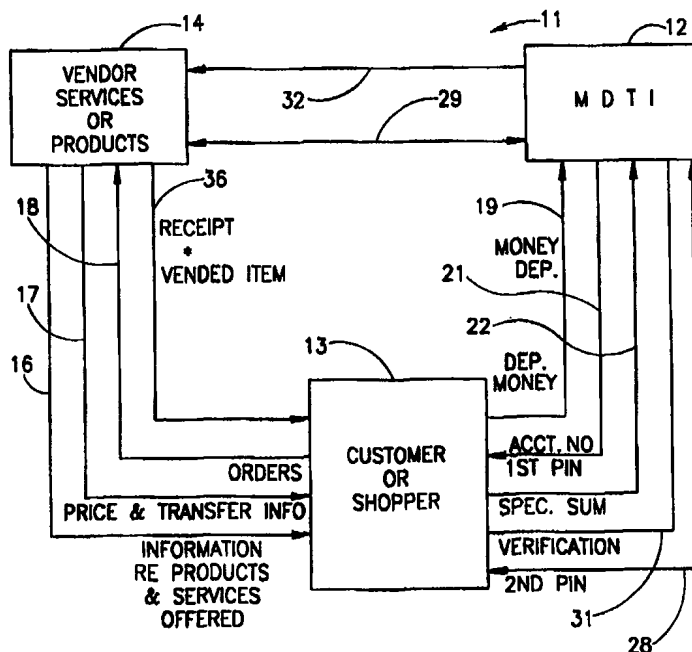 14
11
12
VENDOR
SERVICES
OR
PRODUCTS
MDTI
32
29
36
18
RECEIPT
*
VENDED ITEM
19
MONEY
DEP.
21
17
22
16
13
DEP.
MONEY
CUSTOMER
OR
SHOPPER
ACCT. NO
1ST PIN
ORDERS
SPEC. SUM
PRICE & TRANSFER INFO
VERIFICATION
INFORMATION
RE PRODUCTS
& SERVICES
OFFERED
2ND PIN
31
28